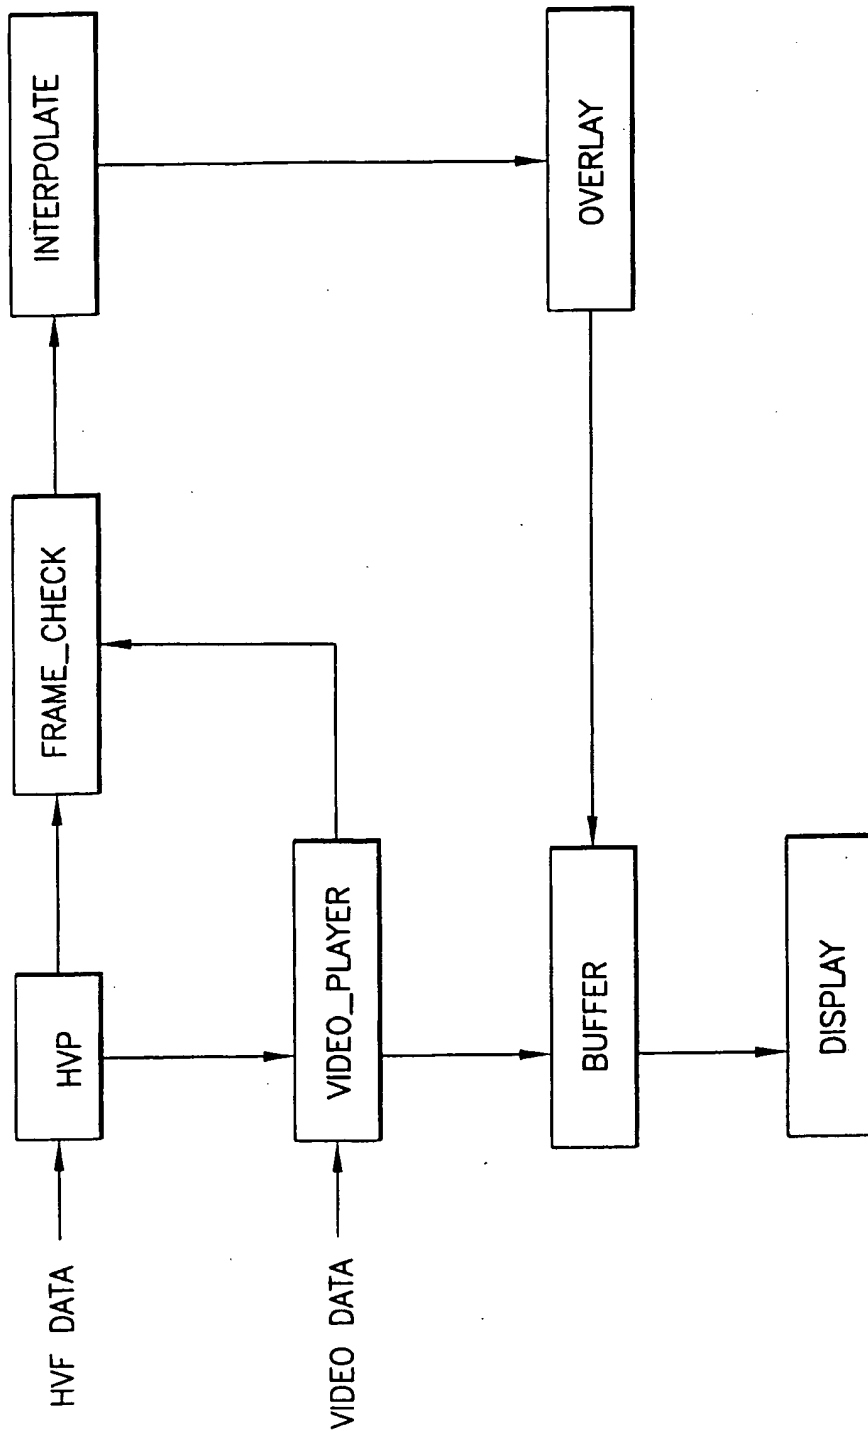 HVF DATA
HVP
FRAME_CHECK
INTERPOLATE
VIDEO DATA
VIDEO_PLAYER
BUFFER
OVERLAY
DISPLAY